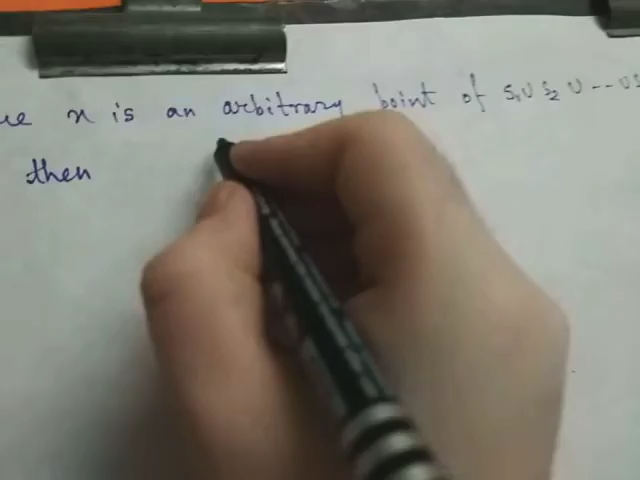 x is an arbitrary point of S₁ U S₂ U -- U S
then